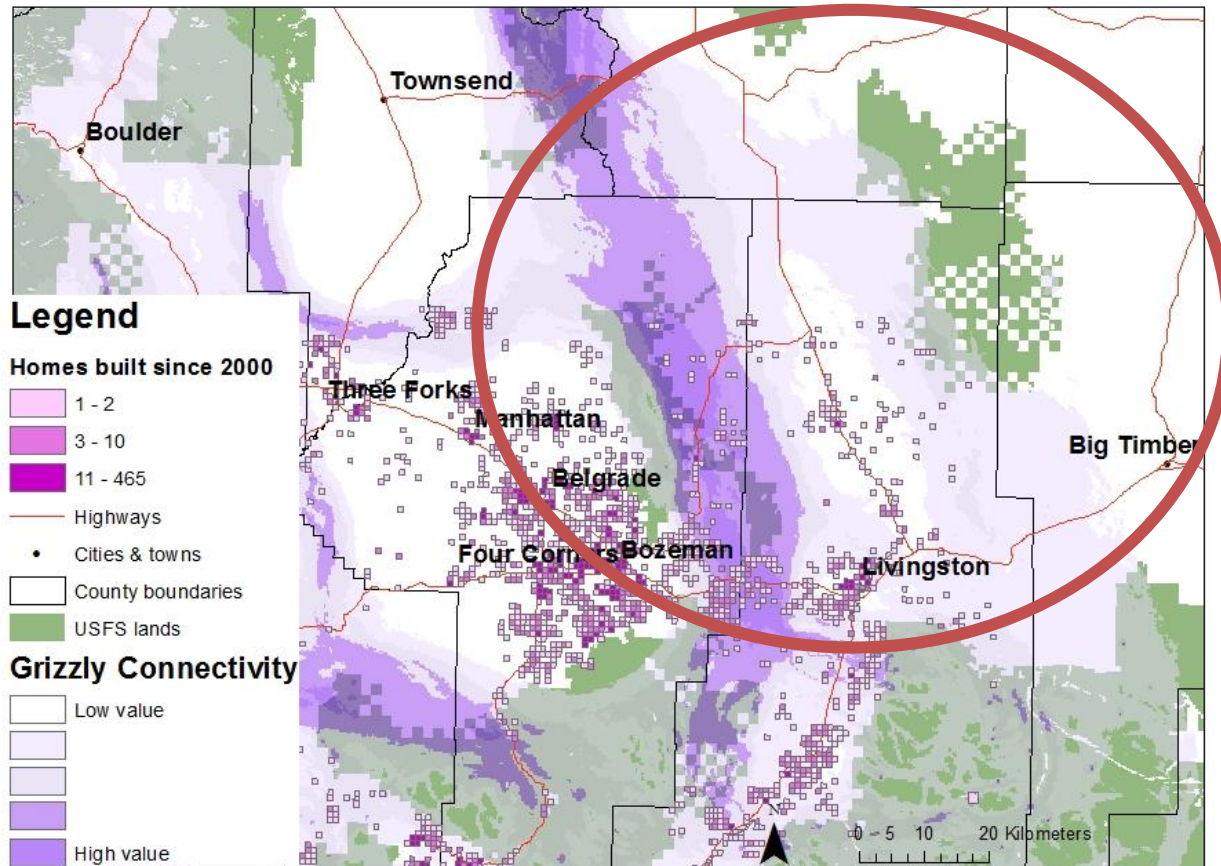 Townsend
Boulder
Legend
Homes built since 2000
1 - 2
3 - 10
11 - 465
Highways
Cities & towns
County boundaries
USFS lands
Grizzly Connectivity
Low value
High value
Three Forks
Manhattan
Belgrade
Four Corners
Bozeman
Livingston
Big Timber
N
0 5 10 20 Kilometers